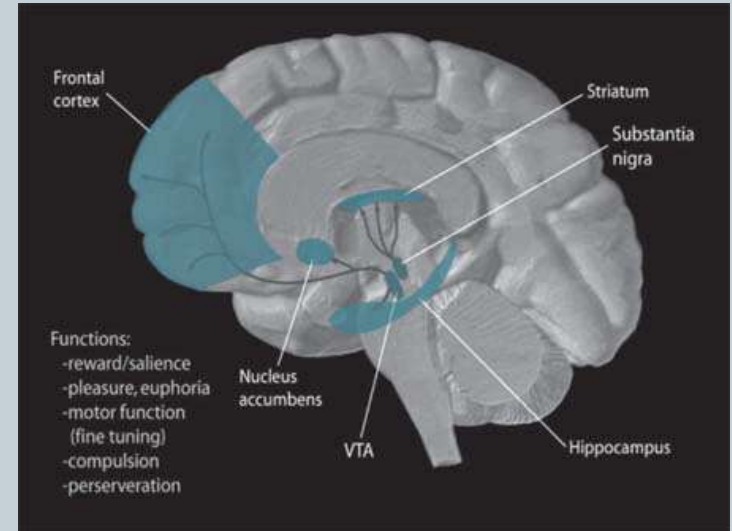 Frontal
cortex
Striatum
Substantia
nigra
Functions:
-reward/salience
-pleasure, euphoria
-motor function
(fine tuning)
-compulsion
-perserveration
Nucleus
accumbens
VTA
Hippocampus